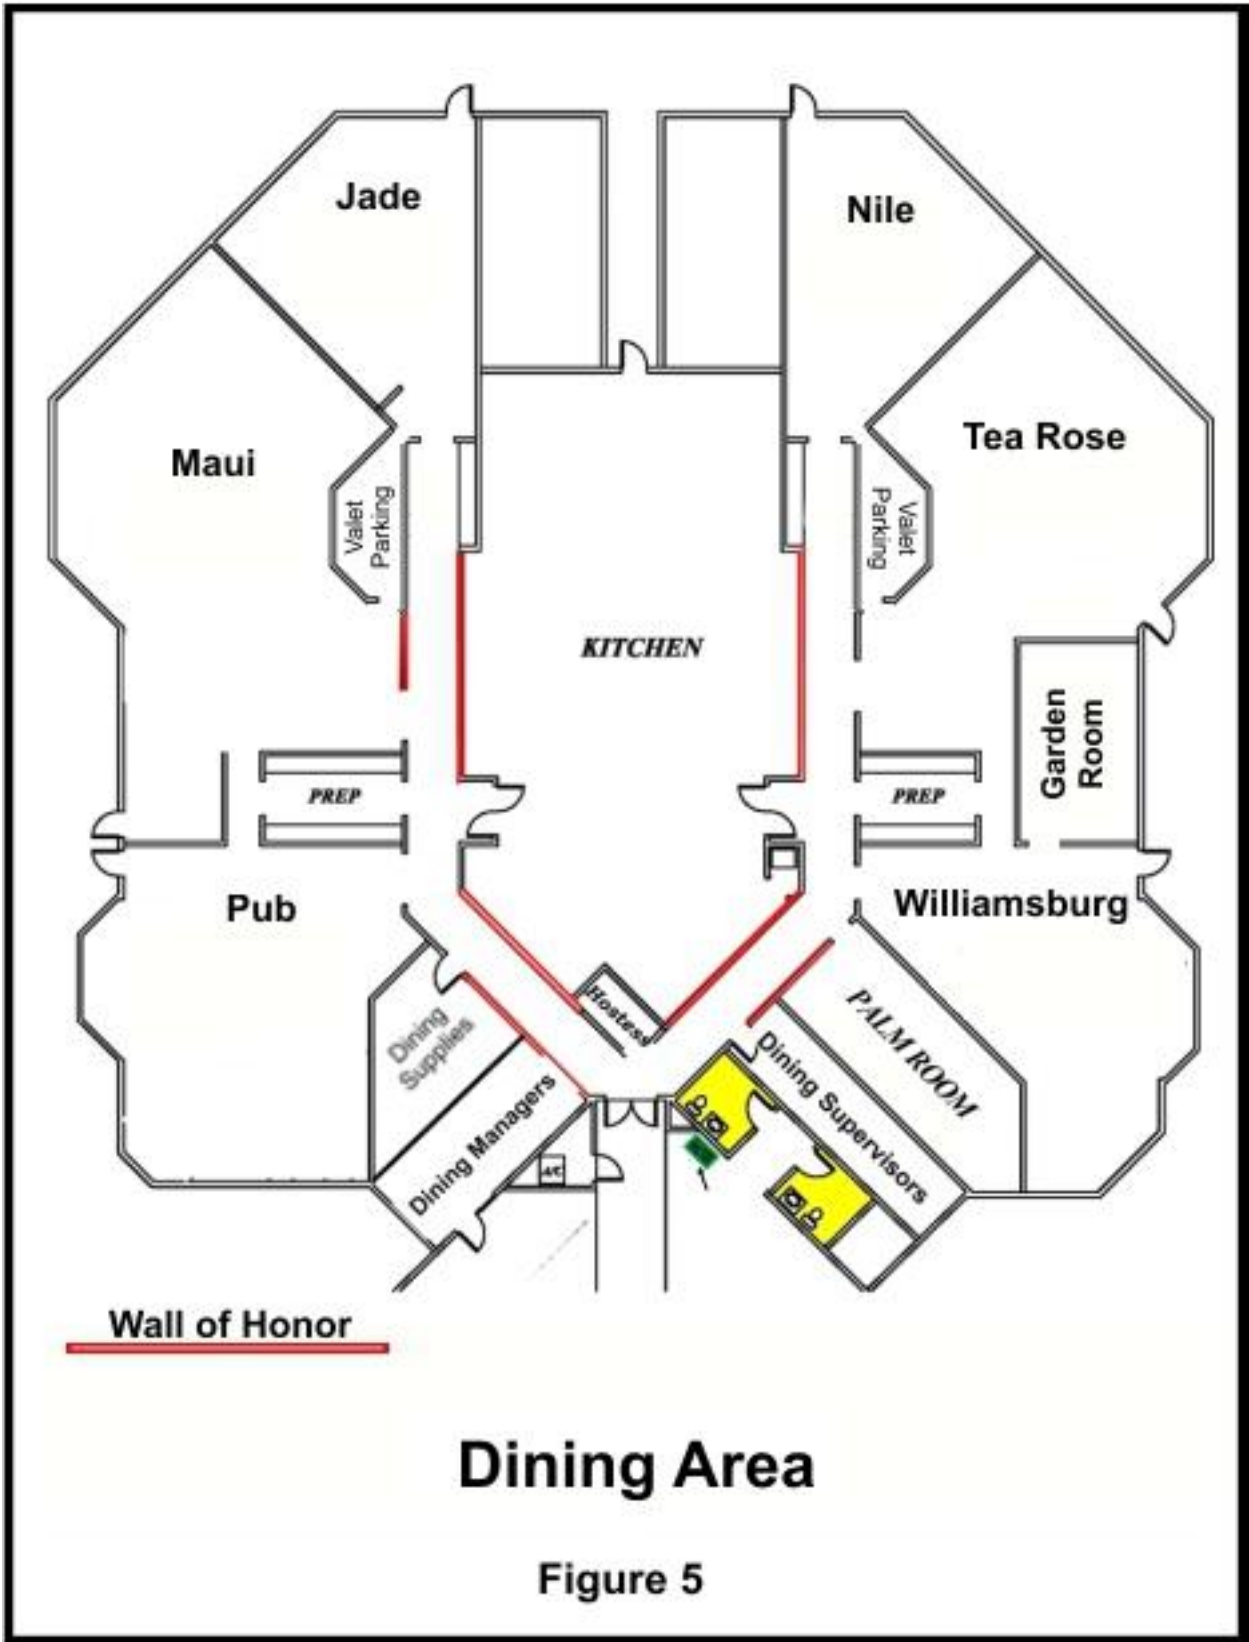 Jade
Nile
Maui
Tea Rose
Valet
Parking
Valet
Parking
KITCHEN
Garden
Room
PREP
PREP
Pub
Williamsburg
Hostess
PALM ROOM
Dining
Supplies
Dining Managers
Dining Supervisors
A/C
Wall of Honor
Dining Area
Figure 5